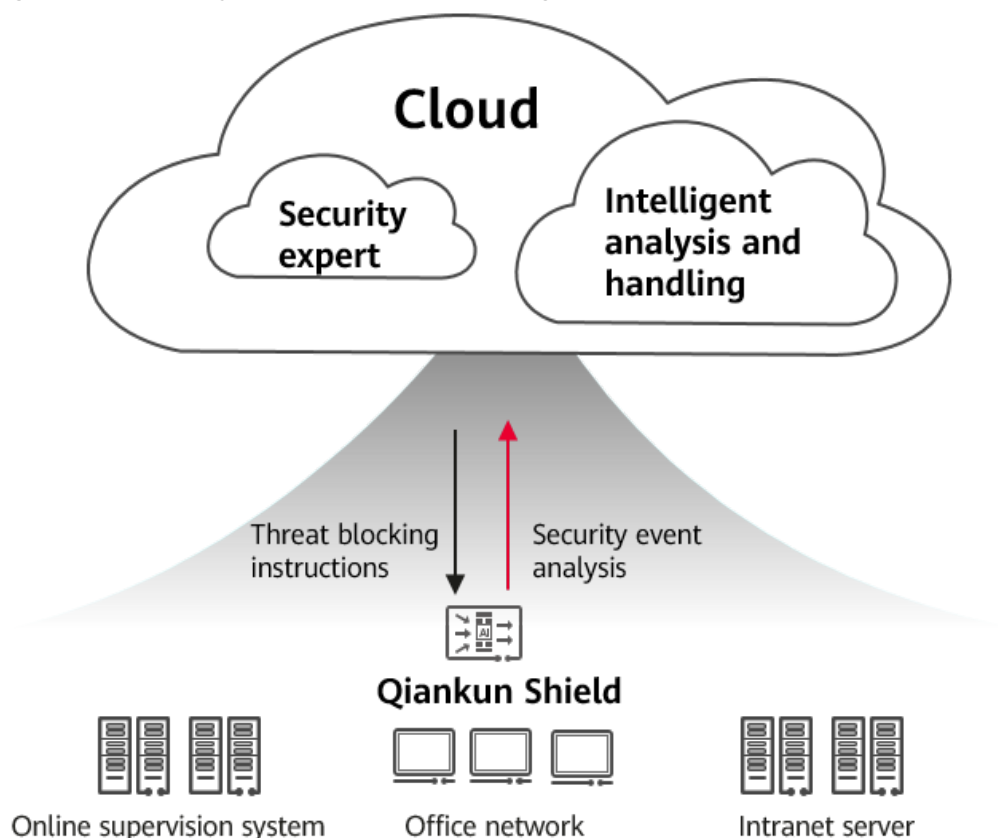 Cloud
Security
expert
Intelligent
analysis and
handling
Threat blocking
instructions
Security event
analysis
AI
Qiankun Shield
Online supervision system
Office network
Intranet server